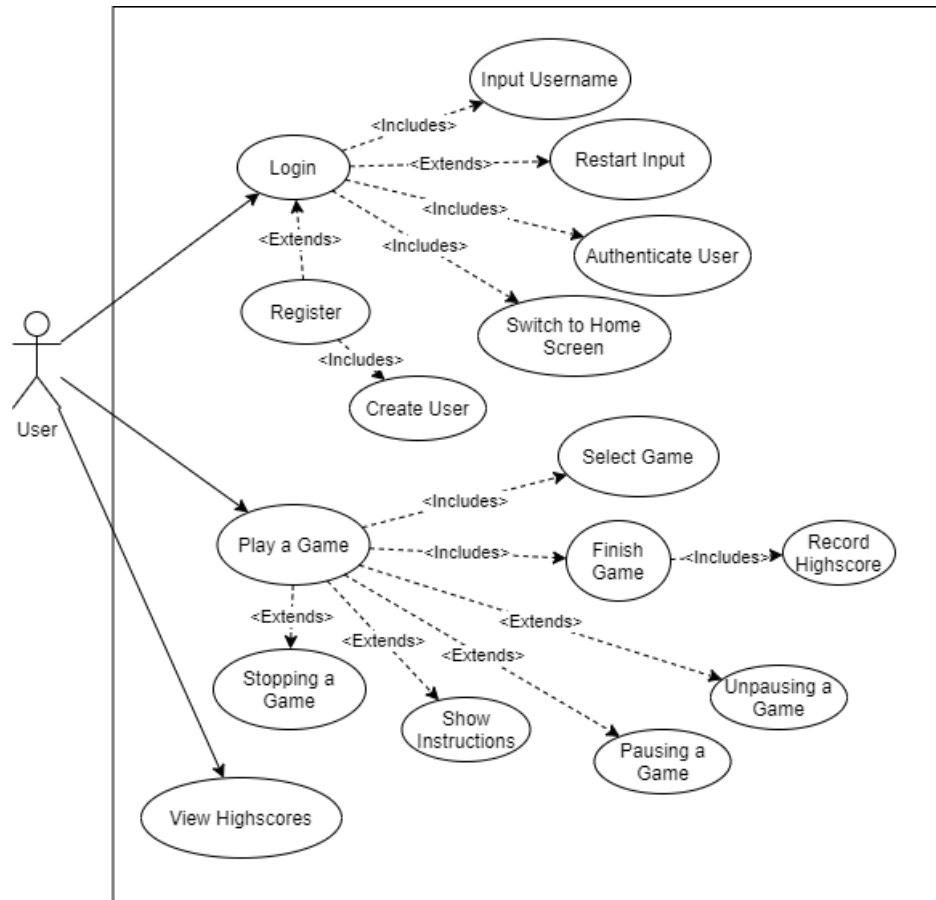 Input Username
<Includes>
Login
<Extends>
Restart Input
<Includes>
<Extends>
<Includes>
Authenticate User
Register
Switch to Home
Screen
<Includes>
Create User
User
Select Game
<Includes>
Play a Game
<Includes>
Finish
Game
<Includes>
Record
Highscore
<Extends>
<Extends>
<Extends>
<Extends>
Stopping a
Game
Show
Instructions
Unpausing a
Game
Pausing a
Game
View Highscores